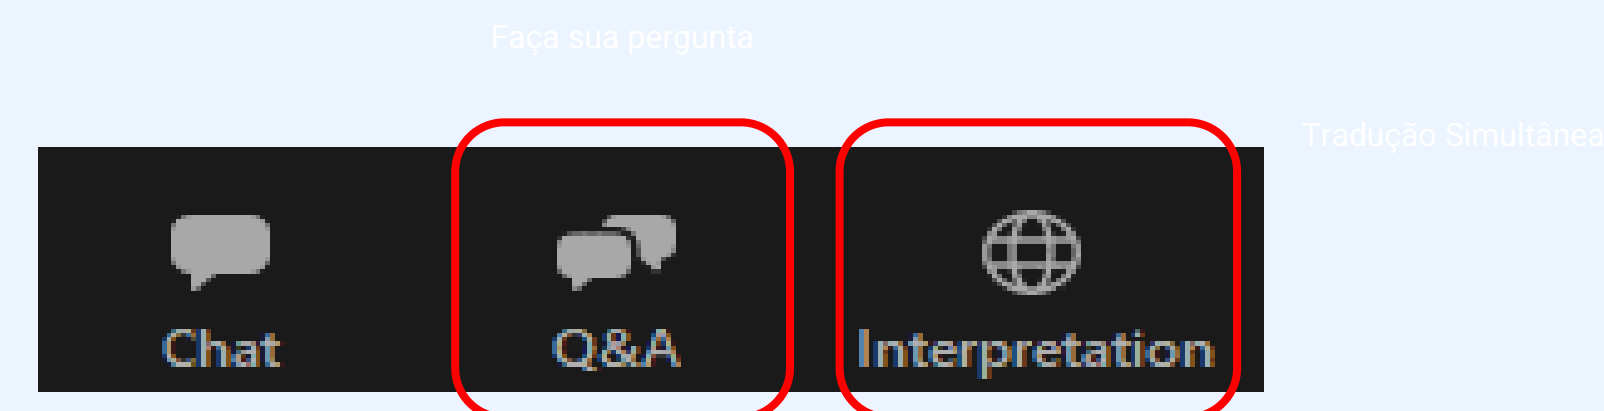 Faça sua pergunta
Tradução Simultânea
Chat
Q&A
Interpretation